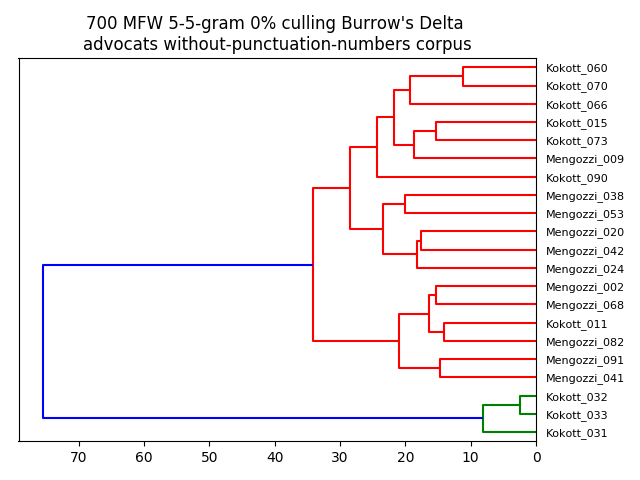 700 MFW 5-5-gram 0% culling Burrow's Delta
advocats without-punctuation-numbers corpus
Kokott_060
Kokott_070
Kokott_066
Kokott_015
Kokott_073
Mengozzi_009
Kokott_090
Mengozzi_038
Mengozzi_053
Mengozzi_020
Mengozzi_042
Mengozzi_024
Mengozzi_002
Mengozzi_068
Kokott_011
Mengozzi_082
Mengozzi_091
Mengozzi_041
Kokott_032
Kokott_033
Kokott_031
70 60 50 40 30 20 10 0